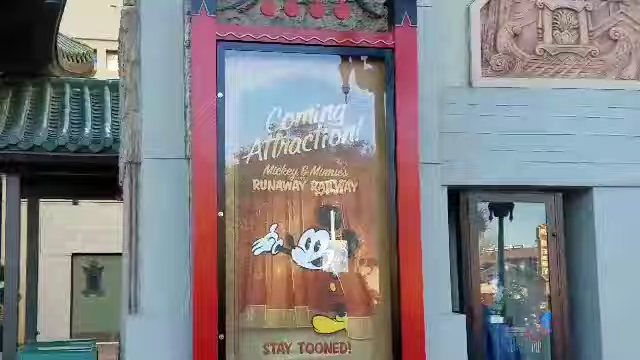 Coming
Attraction!
Mickey & Minnie's
RUNAWAY RAILWAY
STAY TOONED!